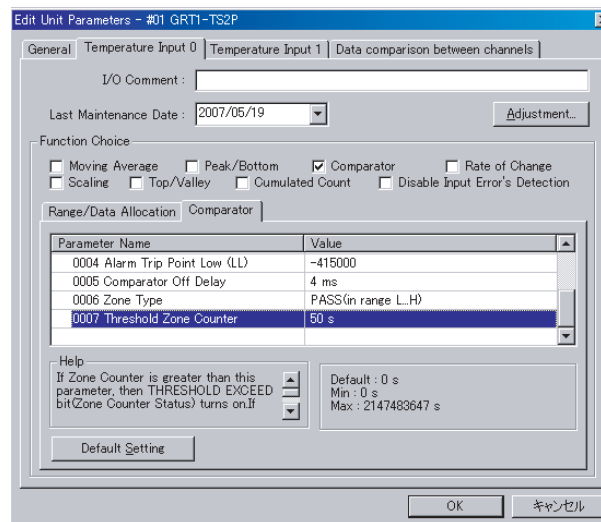 Edit Unit Parameters - #01 GRT1-TS2P
General Temperature Input 0 Temperature Input 1 Data comparison between channels
I/O Comment :
Last Maintenance Date : 2007/05/19 Adjustment...
Function Choice
Moving Average Peak/Bottom Comparator Rate of Change
Scaling Top/Valley Cumulated Count Disable Input Error's Detection
Range/Data Allocation Comparator
Parameter Name Value
0004 Alarm Trip Point Low (LL) -415000
0005 Comparator Off Delay 4 ms
0006 Zone Type PASS(in range L...H)
0007 Threshold Zone Counter 50 s
Help
If Zone Counter is greater than this
parameter, then THRESHOLD EXCEED
bit(Zone Counter Status) turns on.If
Default : 0 s
Min : 0 s
Max : 2147483647 s
Default Setting
OK キャンセル